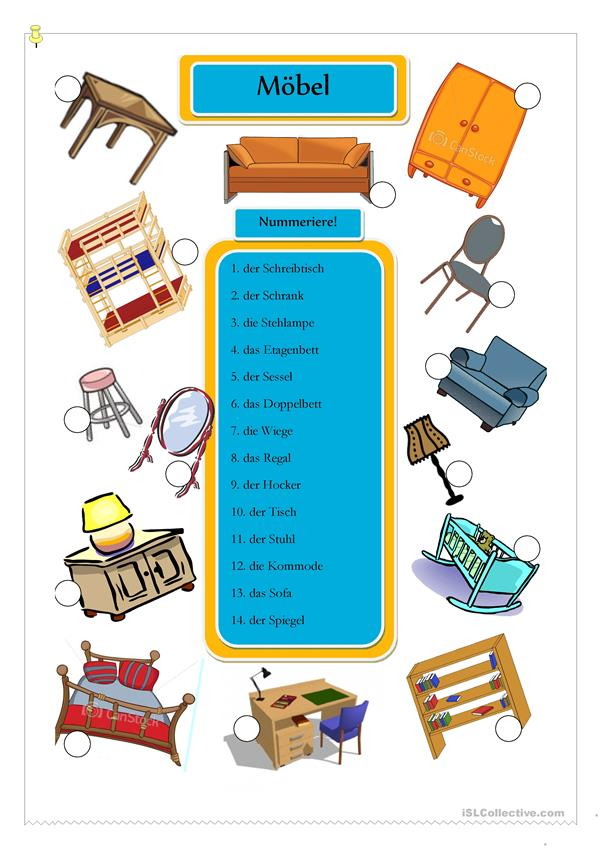 Möbel
CanStock
Nummeriere!
1. der Schreibtisch
2. der Schrank
3. die Stehlampe
4. das Etagenbett
5. der Sessel
6. das Doppelbett
7. die Wiege
8. das Regal
9. der Hocker
10. der Tisch
11. der Stuhl
12. die Kommode
13. das Sofa
14. der Spiegel
CanStock
iSLCollective.com